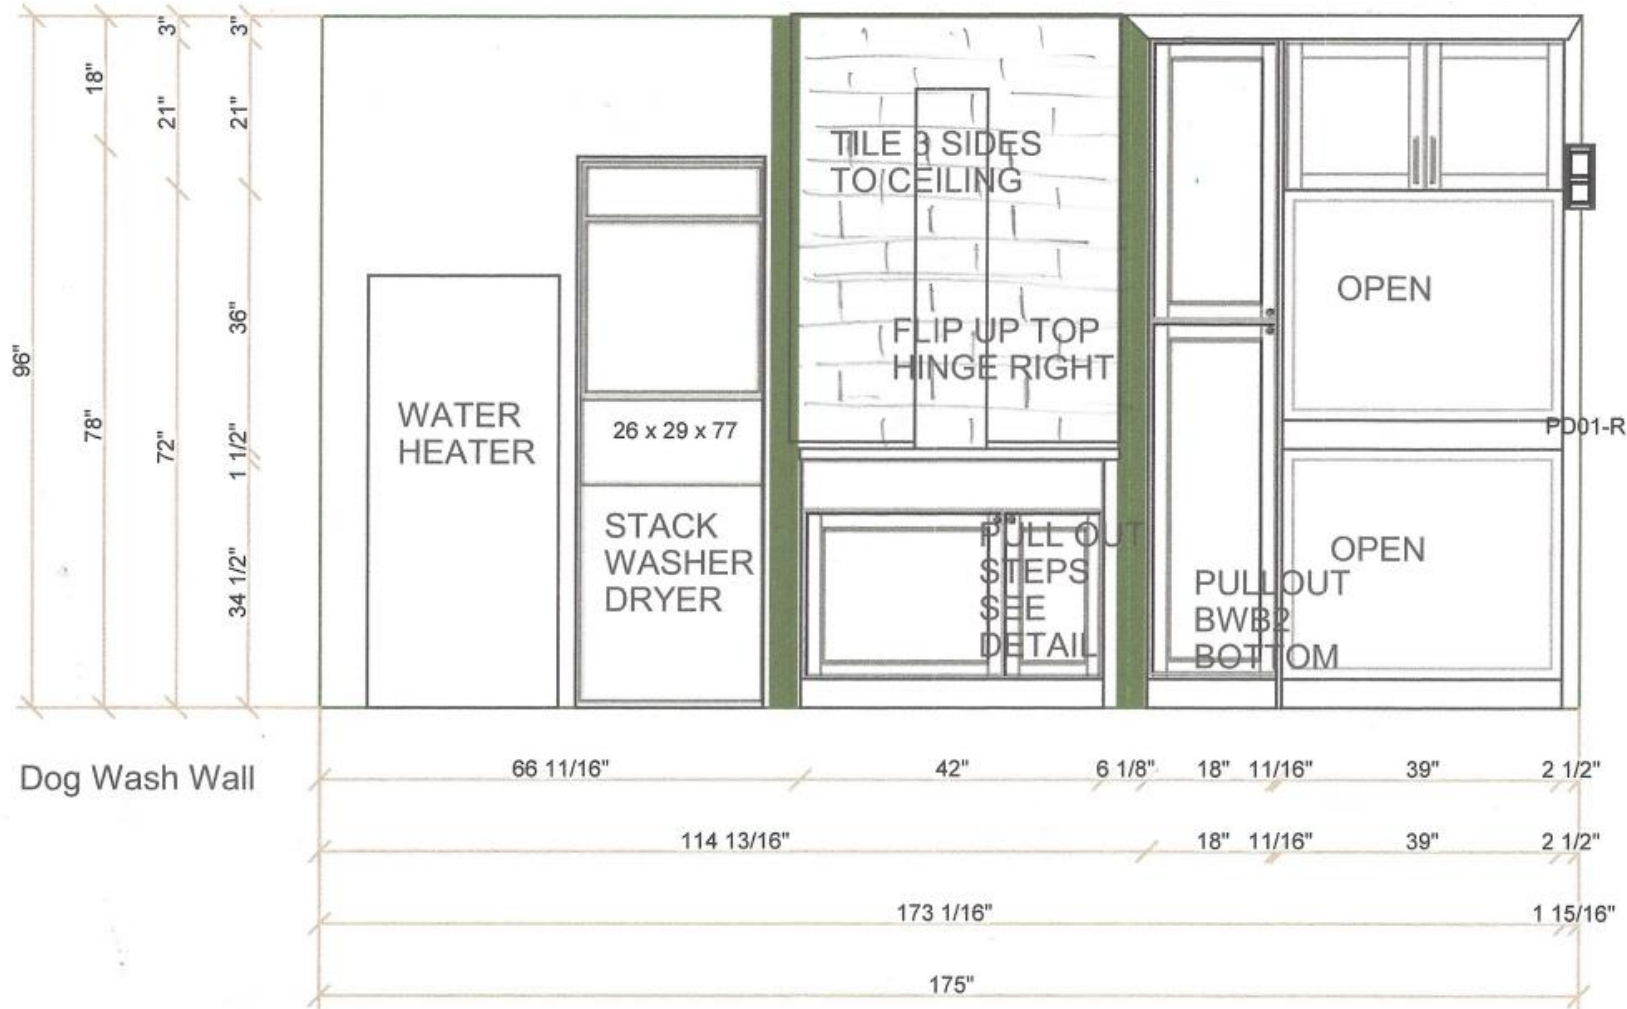 3"
3"
18"
21"
21"
TILE 3 SIDES
TO CEILING
OPEN
36"
FLIP UP TOP
HINGE RIGHT
96"
WATER
HEATER
26 x 29 x 77
78"
72"
1 1/2"
PD01-R
STACK
WASHER
DRYER
PULL OUT
STEPS
SEE
DETAIL
OPEN
34 1/2"
PULLOUT
BWB2
BOTTOM
Dog Wash Wall
66 11/16" 42" 6 1/8" 18" 11/16" 39" 2 1/2"
114 13/16" 18" 11/16" 39" 2 1/2"
173 1/16" 1 15/16"
175"